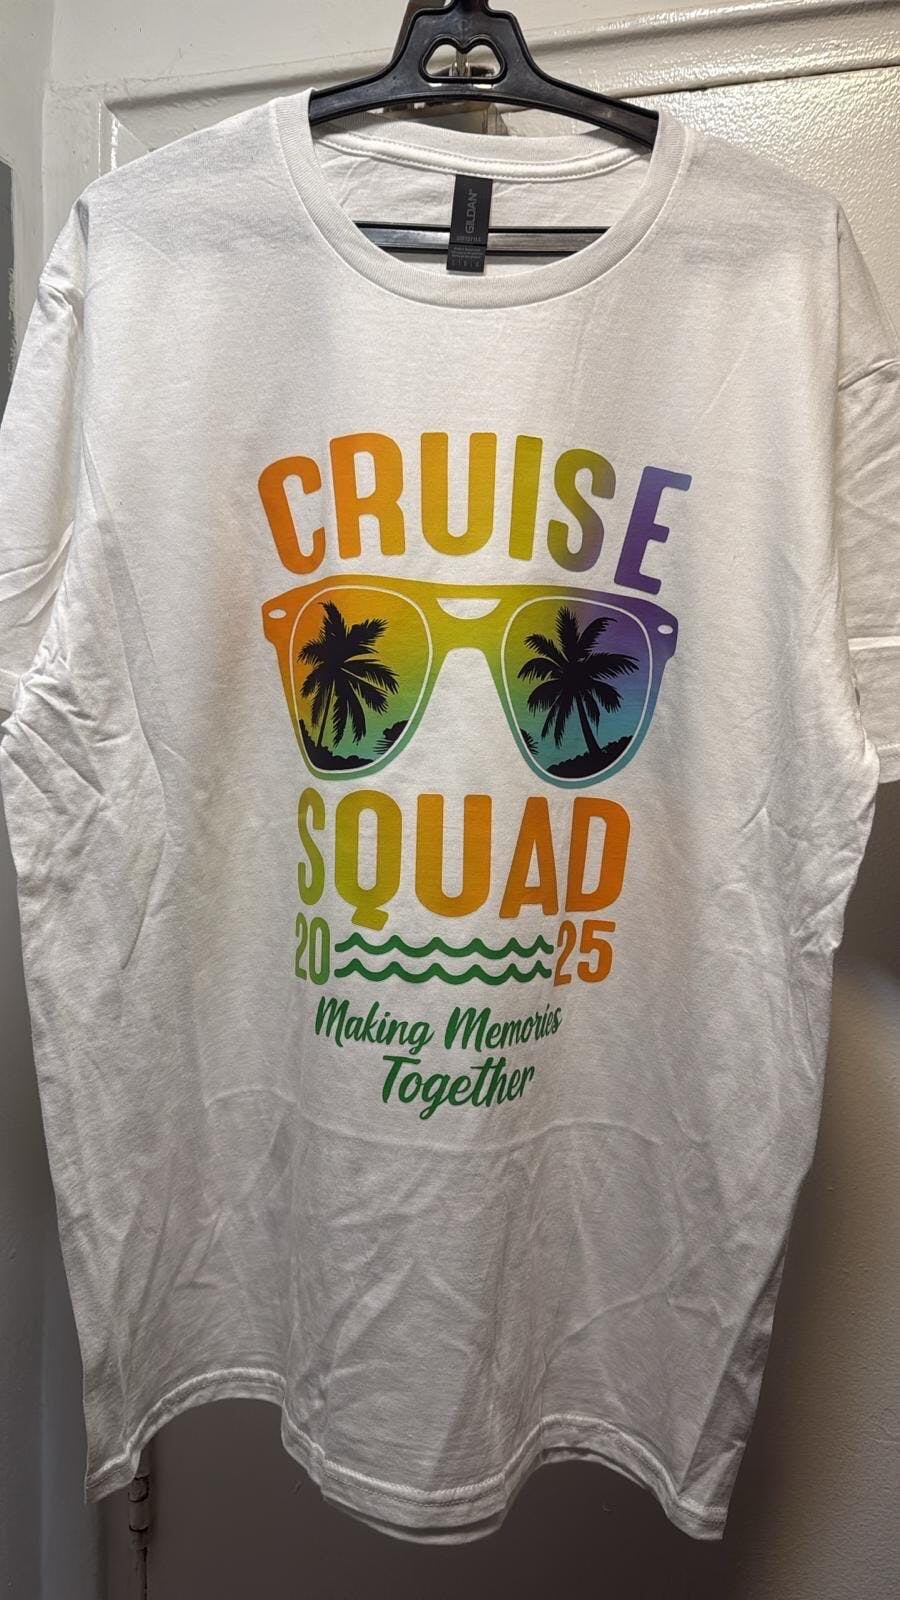 GILDAN
CRUISE
SQUAD
20 25
Making Memories
Together